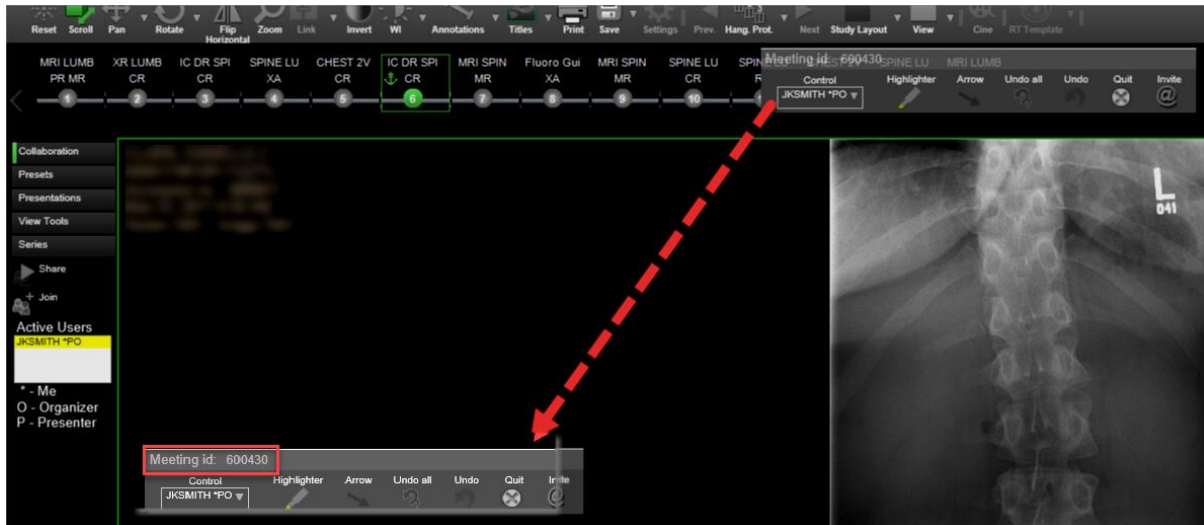 Reset Scroll Pan Rotate Flip Horizontal Zoom Link Invert Wl Annotations Titles Print Save Settings Prev. Hang. Prot. Next Study Layout View Cine RT Template
MRI LUMB XR LUMB IC DR SPI SPINE LU CHEST 2V IC DR SPI MRI SPIN Fluoro Gui MRI SPIN SPINE LU
PR MR CR CR XA CR CR MR XA MR CR
1 2 3 4 5 6 7 8 9 10
Meeting id: 600430
SPINE LU MRI LUMB
Control Highlighter Arrow Undo all Undo Quit Invite
JKSMITH *PO
@
Collaboration
Presets
Presentations
View Tools
Series
Share
Join
Active Users
JKSMITH *PO
* - Me
O - Organizer
P - Presenter
L
041
Meeting id: 600430
Control Highlighter Arrow Undo all Undo Quit
JKSMITH *PO
@